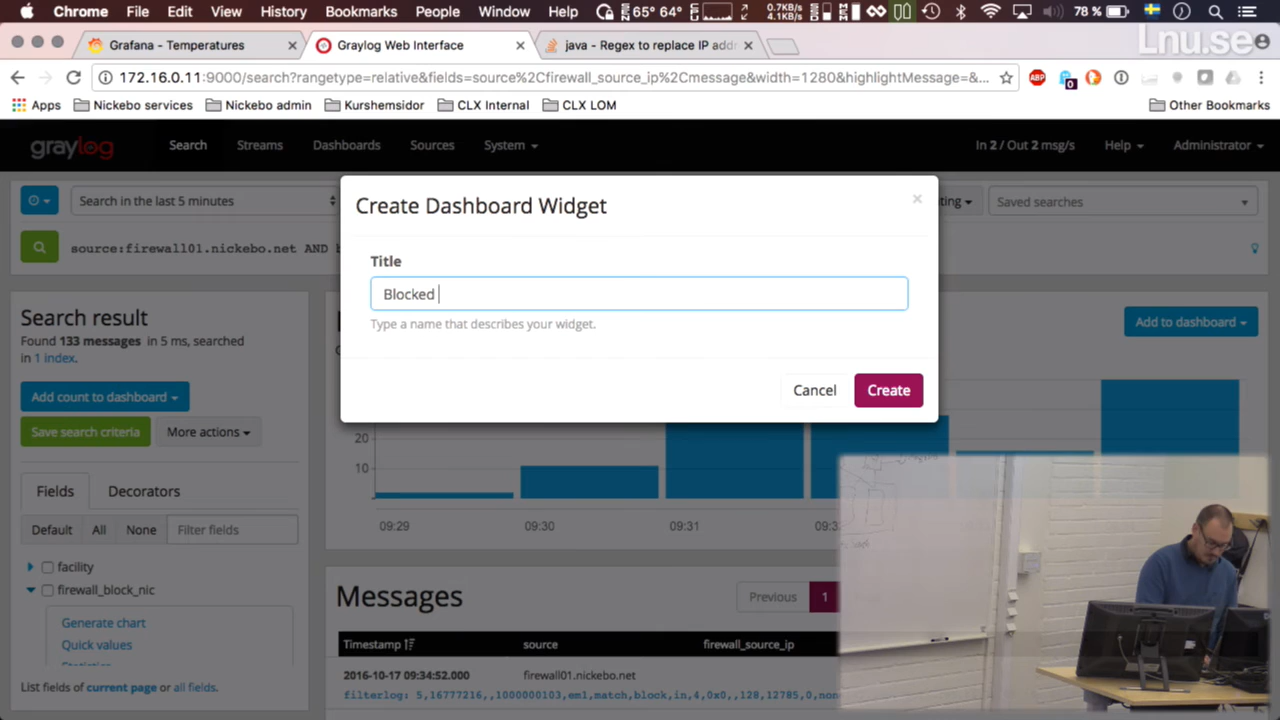 Chrome File Edit View History Bookmarks People Window Help 65° 64° 0.7KB/s 4.1KB/s 78 %
Grafana - Temperatures Graylog Web Interface java - Regex to replace IP addr
Lnu.se
172.16.0.11:9000/search?rangetype=relative&fields=source%2Cfirewall_source_ip%2Cmessage&width=1280&highlightMessage=&... ABP 0
Apps Nickebo services Nickebo admin Kurshemsidor CLX Internal CLX LOM Other Bookmarks
graylog Search Streams Dashboards Sources System In 2 / Out 2 msg/s Help Administrator
Search in the last 5 minutes Saved searches
source:firewall01.nickebo.net AND
Create Dashboard Widget ×
Title
Blocked
Type a name that describes your widget.
Cancel Create
Search result
Found 133 messages in 5 ms, searched
in 1 index.
Add count to dashboard
Save search criteria More actions
Fields Decorators
Default All None Filter fields
facility
firewall_block_nic
Generate chart
Quick values
Statistics
List fields of current page or all fields.
Add to dashboard
20
10
09:29 09:30 09:31
Messages Previous 1
Timestamp source firewall_source_ip
2016-10-17 09:34:52.000 firewall01.nickebo.net
filterlog: 5,16777216,,1000000103,em1,match,block,in,4,0x0,,128,12785,0,none